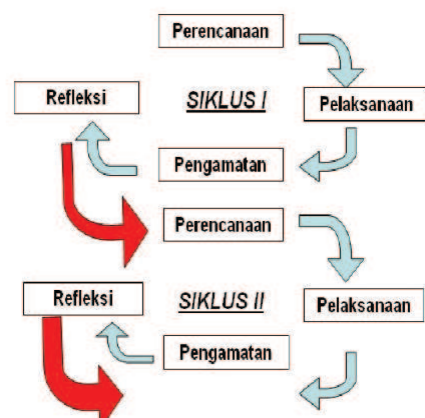 Perencanaan
Refleksi
SIKLUS I
Pelaksanaan
Pengamatan
Perencanaan
Refleksi
SIKLUS II
Pelaksanaan
Pengamatan